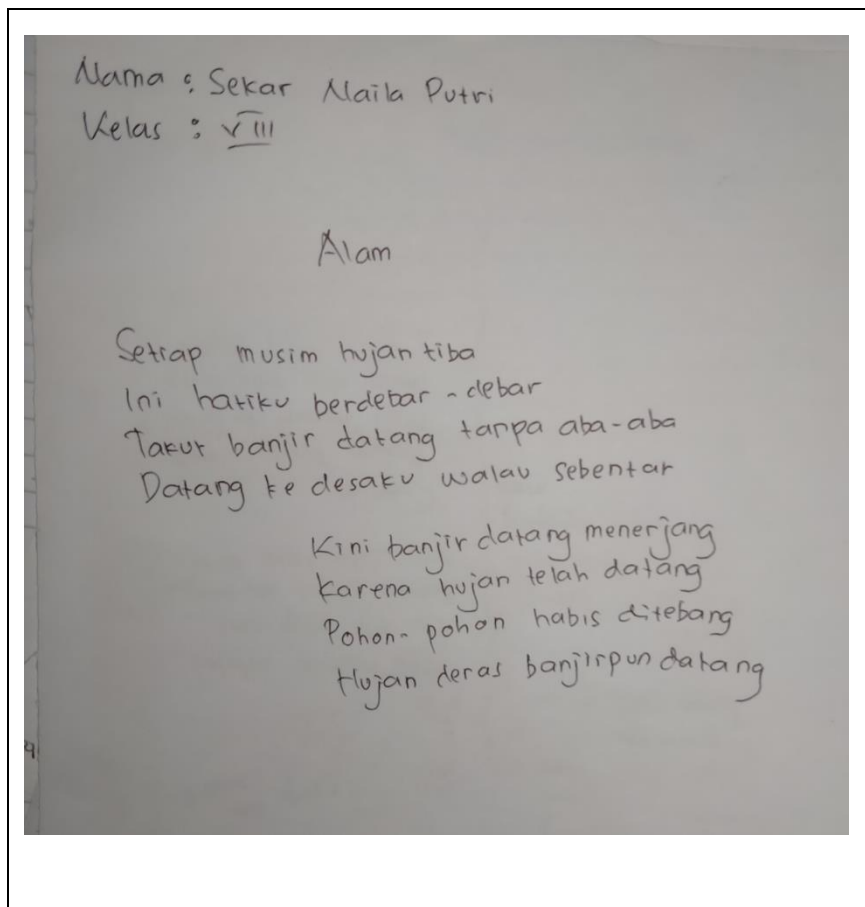 Nama : Sekar Naila Putri
Kelas : VIII
Alam
Setiap musim hujan tiba
Ini hatiku berdebar-debar
Takut banjir datang tanpa aba-aba
Datang ke desaku walau sebentar
Kini banjir datang menerjang
Karena hujan telah datang
Pohon-pohon habis ditebang
Hujan deras banjirpun datang